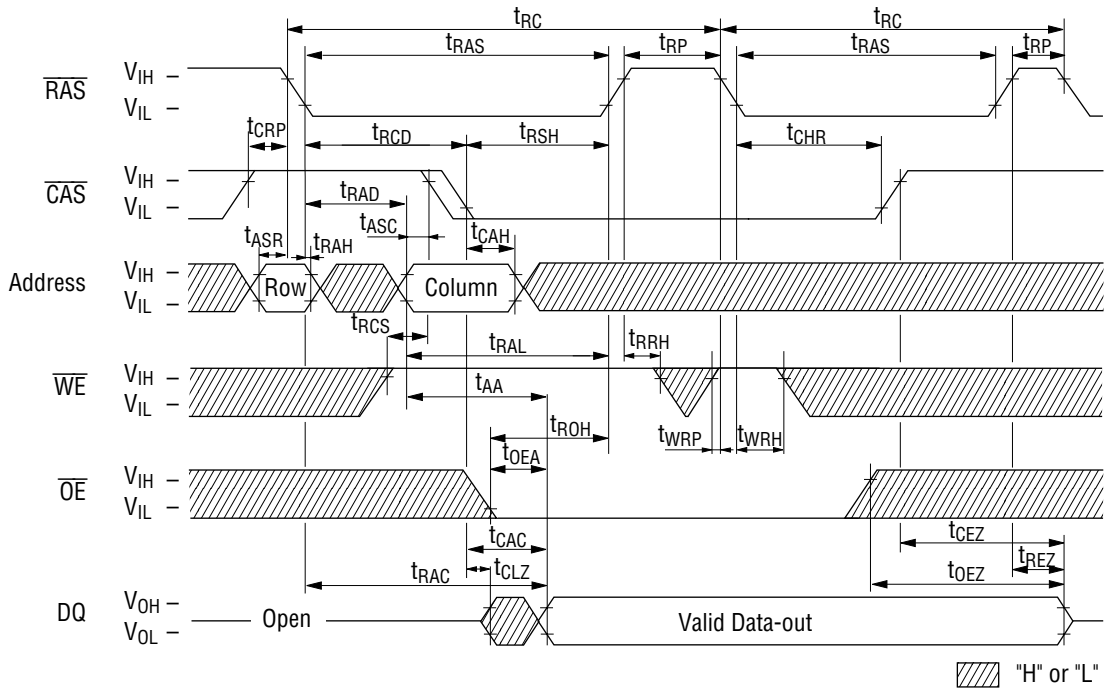 tRC tRC
tRAS tRP tRAS tRP
RAS VIH –
VIL –
tCRP tRCD tRSH tCHR
CAS VIH –
VIL –
tRAD
tASC
tASR tRAH tCAH
Address VIH –
VIL –
Row Column
tRCS
tRAL tRRH
WE VIH –
VIL –
tAA
tROH tWRP tWRH
tOEA
OE VIH –
VIL –
tCAC tCEZ
tRAC tCLZ tREZ
tOEZ
DQ VOH –
VOL –
Open Valid Data-out
"H" or "L"